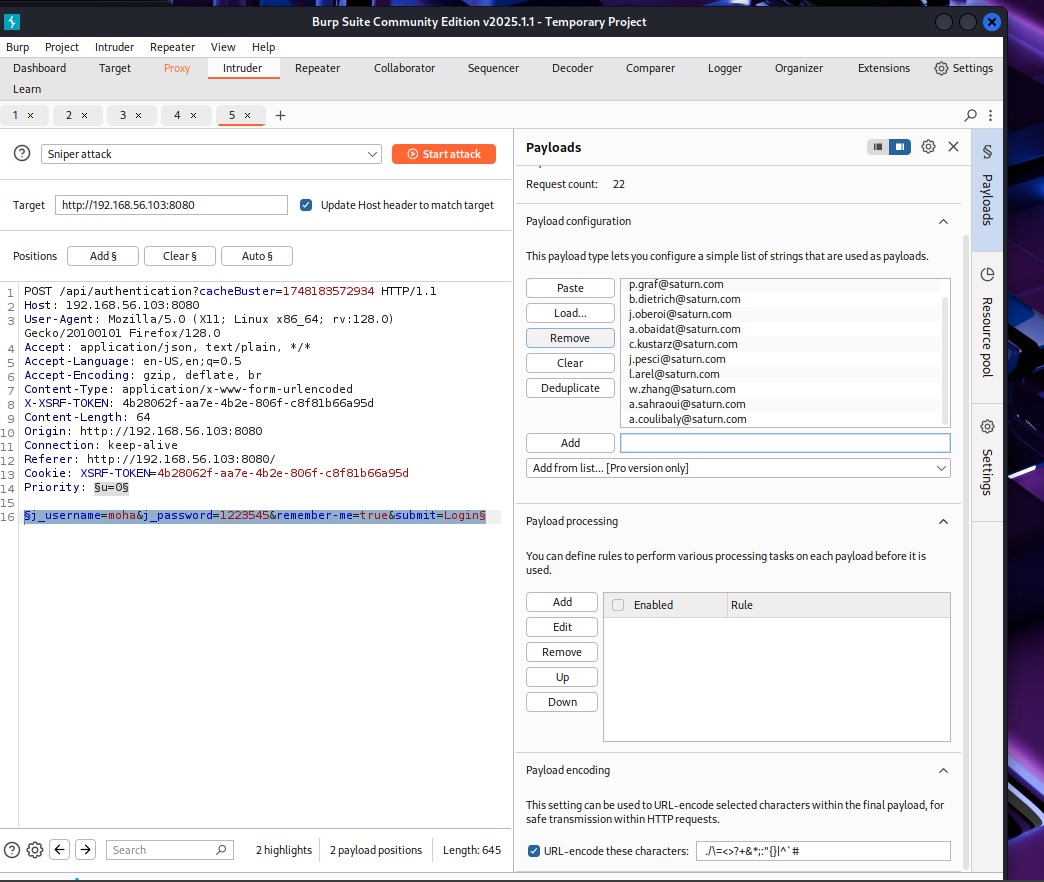 Burp Suite Community Edition v2025.1.1 - Temporary Project
Burp Project Intruder Repeater View Help
Dashboard Target Proxy Intruder Repeater Collaborator Sequencer Decoder Comparer Logger Organizer Extensions Settings
Learn
1 × 2 × 3 × 4 × 5 × +
Sniper attack
Start attack
Target http://192.168.56.103:8080 Update Host header to match target
Positions Add § Clear § Auto §
1 POST /api/authentication?cacheBuster=1748183572934 HTTP/1.1
2 Host: 192.168.56.103:8080
3 User-Agent: Mozilla/5.0 (X11; Linux x86_64; rv:128.0)
Gecko/20100101 Firefox/128.0
4 Accept: application/json, text/plain, */*
5 Accept-Language: en-US,en;q=0.5
6 Accept-Encoding: gzip, deflate, br
7 Content-Type: application/x-www-form-urlencoded
8 X-XSRF-TOKEN: 4b28062f-aa7e-4b2e-806f-c8f81b66a95d
9 Content-Length: 64
10 Origin: http://192.168.56.103:8080
11 Connection: keep-alive
12 Referer: http://192.168.56.103:8080/
13 Cookie: XSRF-TOKEN=4b28062f-aa7e-4b2e-806f-c8f81b66a95d
14 Priority: §u=0§
15
16 §j_username=moha&j_password=1223545&remember-me=true&submit=Login§
Search
2 highlights
2 payload positions
Length: 645
Payloads
Request count: 22
Payload configuration
This payload type lets you configure a simple list of strings that are used as payloads.
Paste
Load...
Remove
Clear
Deduplicate
p.graf@saturn.com
b.dietrich@saturn.com
j.oberoi@saturn.com
a.obaidat@saturn.com
c.kustarz@saturn.com
j.pesci@saturn.com
l.arel@saturn.com
w.zhang@saturn.com
a.sahraoui@saturn.com
a.coulibaly@saturn.com
Add
Add from list... [Pro version only]
Payload processing
You can define rules to perform various processing tasks on each payload before it is
used.
Add
Edit
Remove
Up
Down
Enabled Rule
Payload encoding
This setting can be used to URL-encode selected characters within the final payload, for
safe transmission within HTTP requests.
URL-encode these characters: ./\=<>?+&*;:"{}|^`#
§ Payloads
Resource pool
Settings